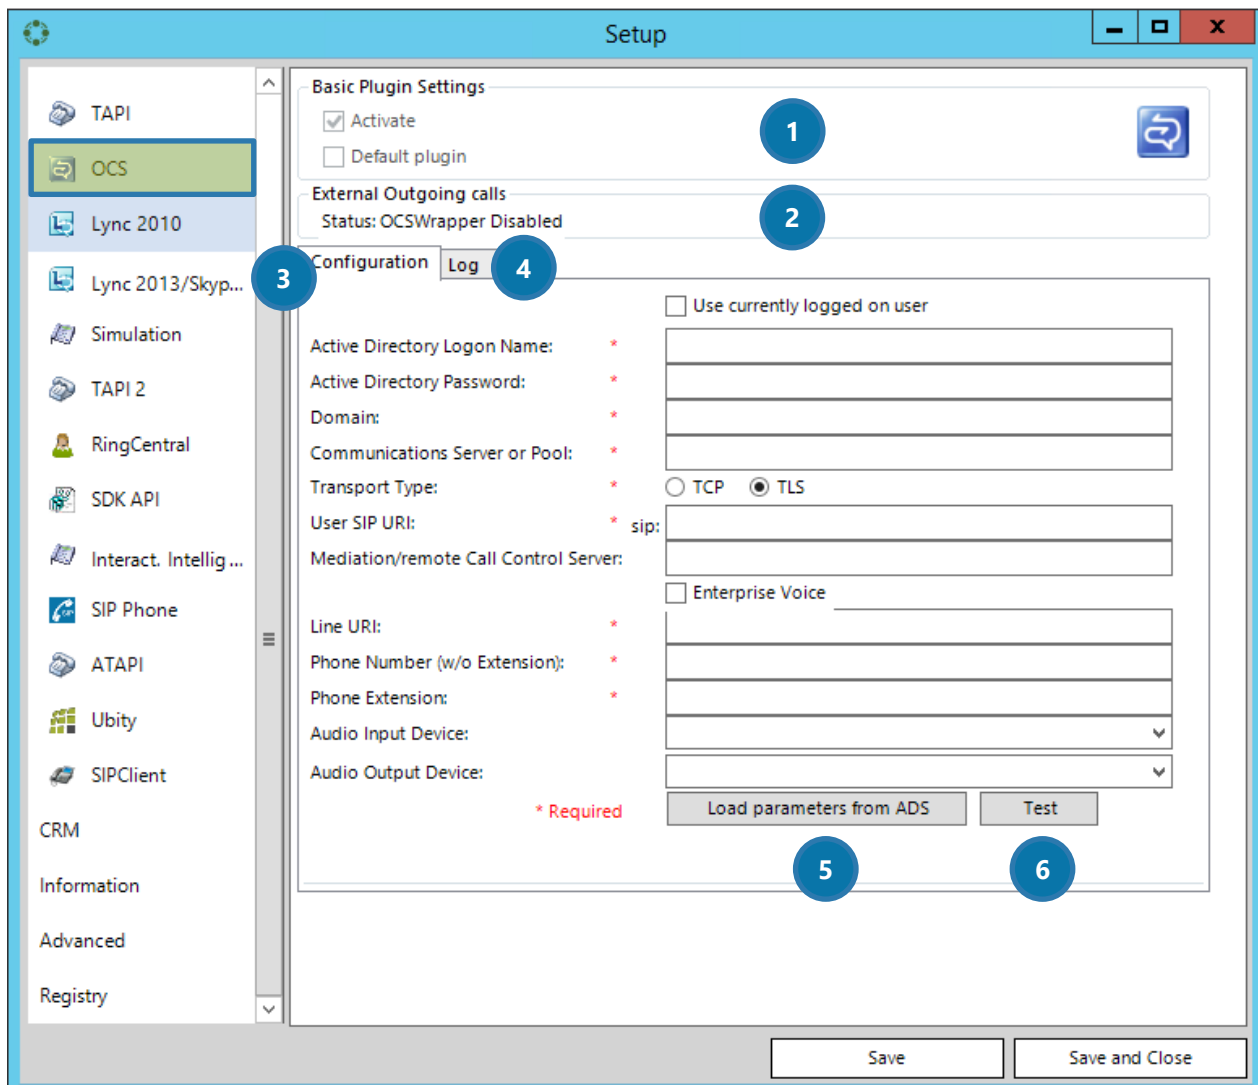 Setup
X
TAPI
OCS
Lync 2010
Lync 2013/Skyp...
Simulation
TAPI 2
RingCentral
SDK API
Interact. Intellig...
SIP Phone
ATAPI
Ubity
SIPClient
CRM
Information
Advanced
Registry
Basic Plugin Settings
Activate
Default plugin
1
External Outgoing calls
Status: OCSWrapper Disabled
2
3
Configuration
Log
4
Use currently logged on user
Active Directory Logon Name: *
Active Directory Password: *
Domain: *
Communications Server or Pool: *
Transport Type: * TCP TLS
User SIP URI: * sip:
Mediation/remote Call Control Server:
Enterprise Voice
Line URI: *
Phone Number (w/o Extension): *
Phone Extension: *
Audio Input Device:
Audio Output Device:
* Required Load parameters from ADS Test
5
6
Save
Save and Close